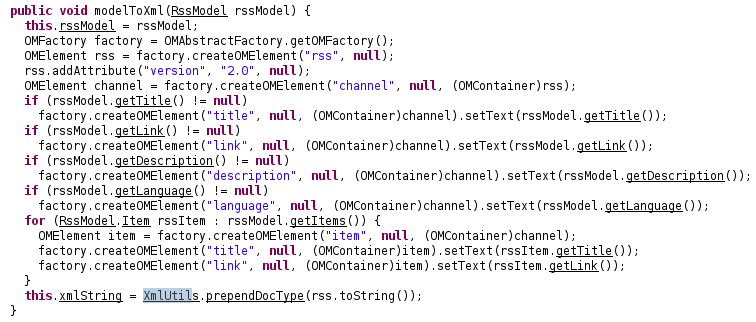 public void modelToXml(RssModel rssModel) {
  this.rssModel = rssModel;
  OMFactory factory = OMAbstractFactory.getOMFactory();
  OMElement rss = factory.createOMElement("rss", null);
  rss.addAttribute("version", "2.0", null);
  OMElement channel = factory.createOMElement("channel", null, (OMContainer)rss);
  if (rssModel.getTitle() != null)
    factory.createOMElement("title", null, (OMContainer)channel).setText(rssModel.getTitle());
  if (rssModel.getLink() != null)
    factory.createOMElement("link", null, (OMContainer)channel).setText(rssModel.getLink());
  if (rssModel.getDescription() != null)
    factory.createOMElement("description", null, (OMContainer)channel).setText(rssModel.getDescription());
  if (rssModel.getLanguage() != null)
    factory.createOMElement("language", null, (OMContainer)channel).setText(rssModel.getLanguage());
  for (RssModel.Item rssItem : rssModel.getItems()) {
    OMElement item = factory.createOMElement("item", null, (OMContainer)channel);
    factory.createOMElement("title", null, (OMContainer)item).setText(rssItem.getTitle());
    factory.createOMElement("link", null, (OMContainer)item).setText(rssItem.getLink());
  }
  this.xmlString = XmlUtils.prependDocType(rss.toString());
}